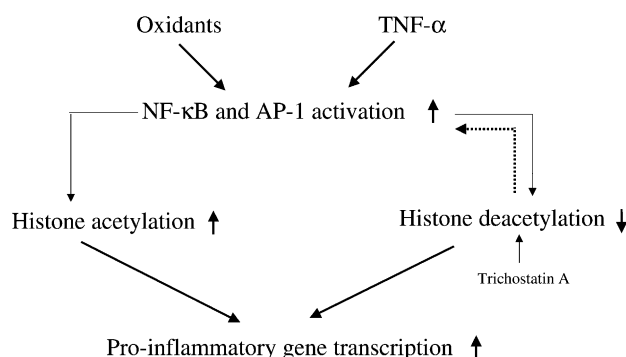 Oxidants TNF-α
NF-κB and AP-1 activation
Histone acetylation
Histone deacetylation
Trichostatin A
Pro-inflammatory gene transcription